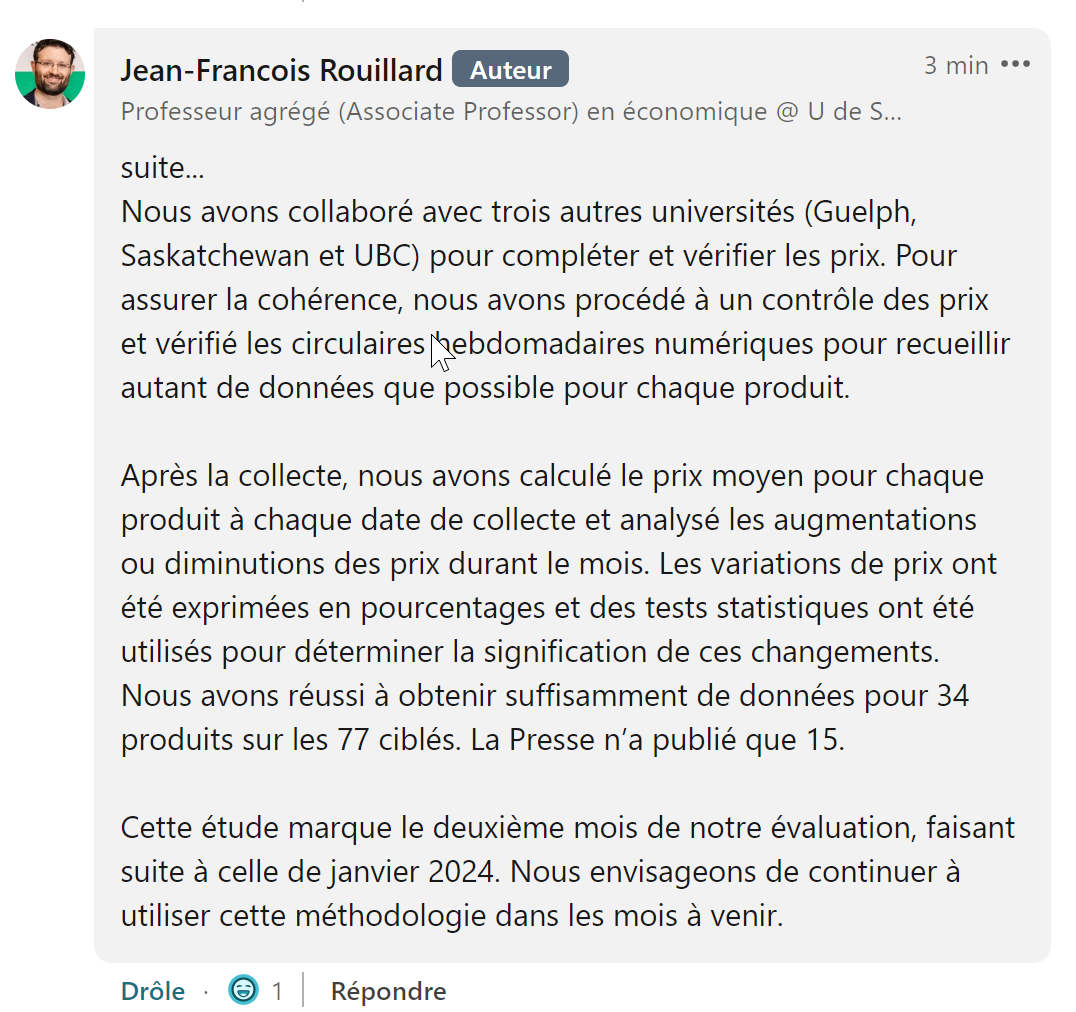 Jean-Francois Rouillard Auteur 3 min
Professeur agrégé (Associate Professor) en économique @ U de S...
suite...
Nous avons collaboré avec trois autres universités (Guelph,
Saskatchewan et UBC) pour compléter et vérifier les prix. Pour
assurer la cohérence, nous avons procédé à un contrôle des prix
et vérifié les circulaires hebdomadaires numériques pour recueillir
autant de données que possible pour chaque produit.
Après la collecte, nous avons calculé le prix moyen pour chaque
produit à chaque date de collecte et analysé les augmentations
ou diminutions des prix durant le mois. Les variations de prix ont
été exprimées en pourcentages et des tests statistiques ont été
utilisés pour déterminer la signification de ces changements.
Nous avons réussi à obtenir suffisamment de données pour 34
produits sur les 77 ciblés. La Presse n’a publié que 15.
Cette étude marque le deuxième mois de notre évaluation, faisant
suite à celle de janvier 2024. Nous envisageons de continuer à
utiliser cette méthodologie dans les mois à venir.
Drôle · 1 Répondre